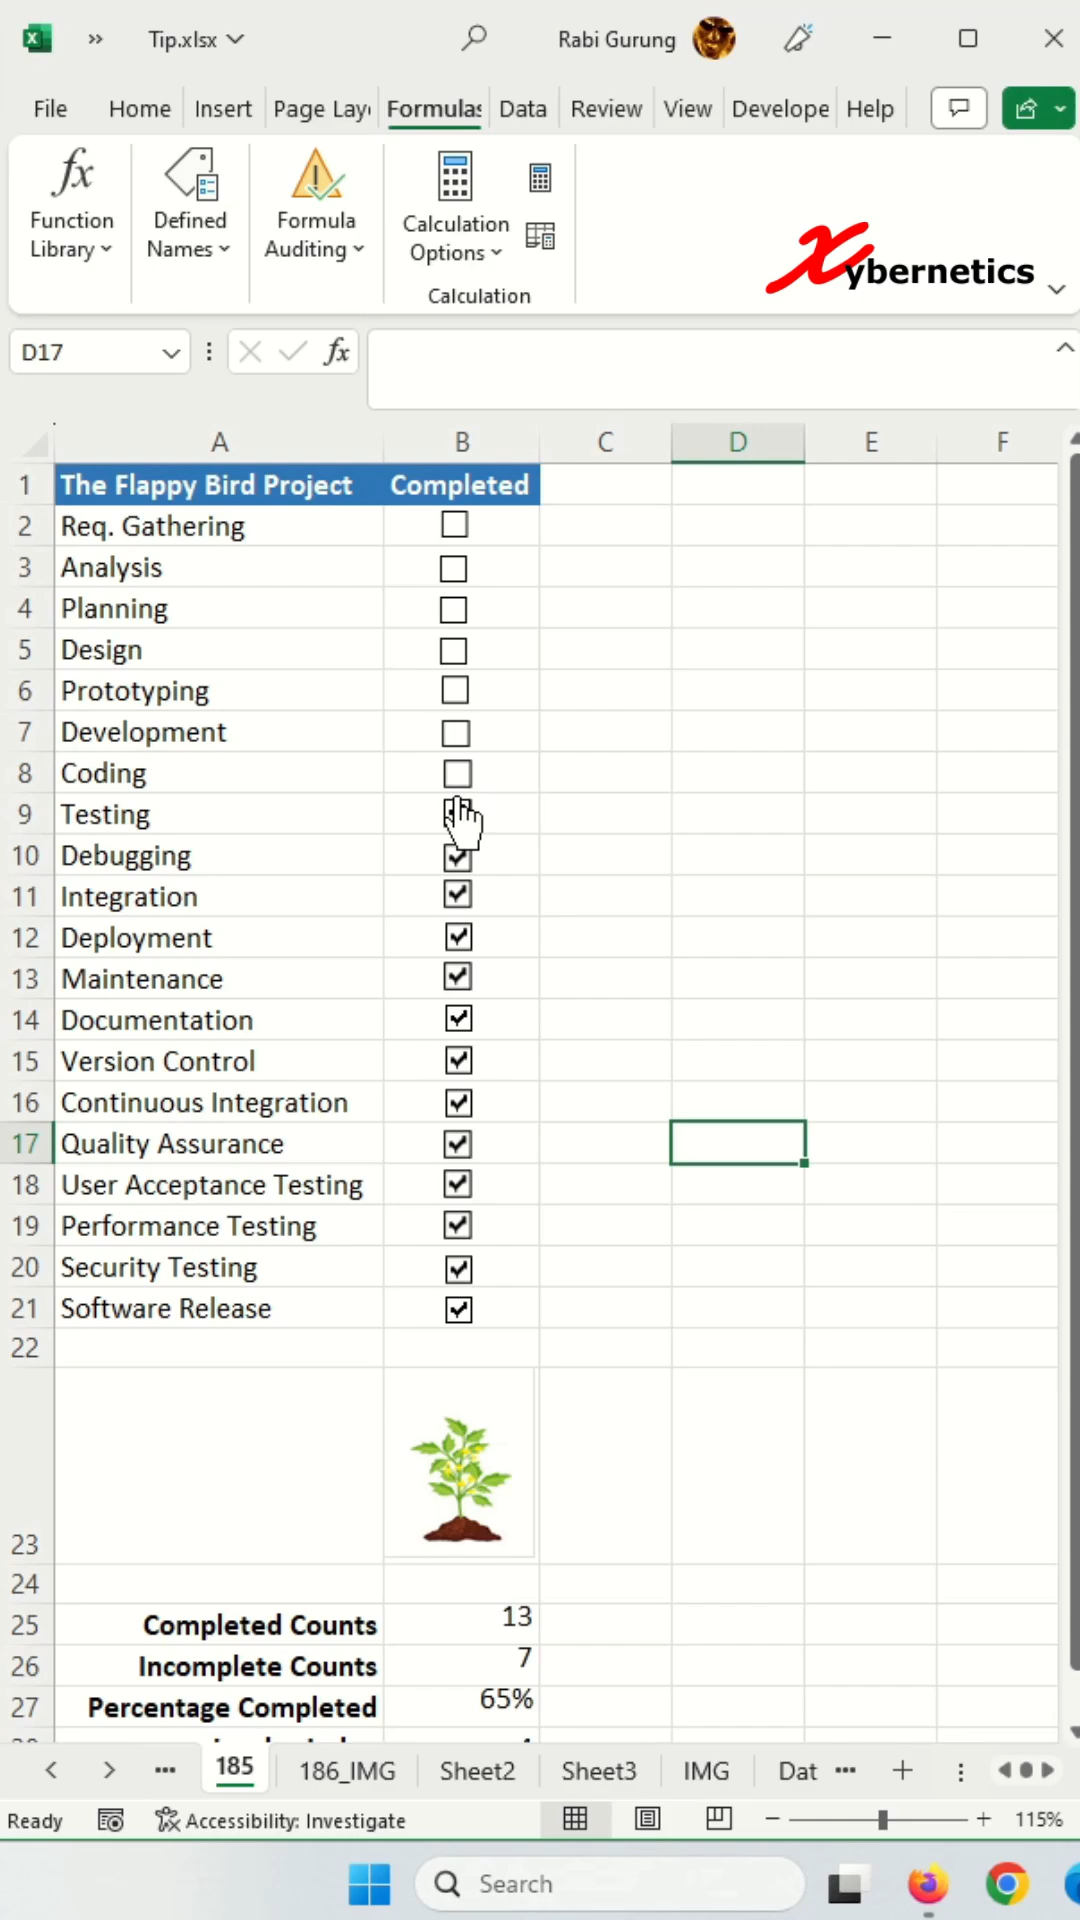 Tip.xlsx Rabi Gurung
File Home Insert Page Lay Formulas Data Review View Develope Help
fx
Function Library
Defined Names
Formula Auditing
Calculation Options
Calculation
Xybernetics
D17 fx
A B C D E F
1 The Flappy Bird Project Completed
2 Req. Gathering
3 Analysis
4 Planning
5 Design
6 Prototyping
7 Development
8 Coding
9 Testing
10 Debugging
11 Integration
12 Deployment
13 Maintenance
14 Documentation
15 Version Control
16 Continuous Integration
17 Quality Assurance
18 User Acceptance Testing
19 Performance Testing
20 Security Testing
21 Software Release
22
23
24
25 Completed Counts 13
26 Incomplete Counts 7
27 Percentage Completed 65%
185 186_IMG Sheet2 Sheet3 IMG Dat
Ready Accessibility: Investigate 115%
Search